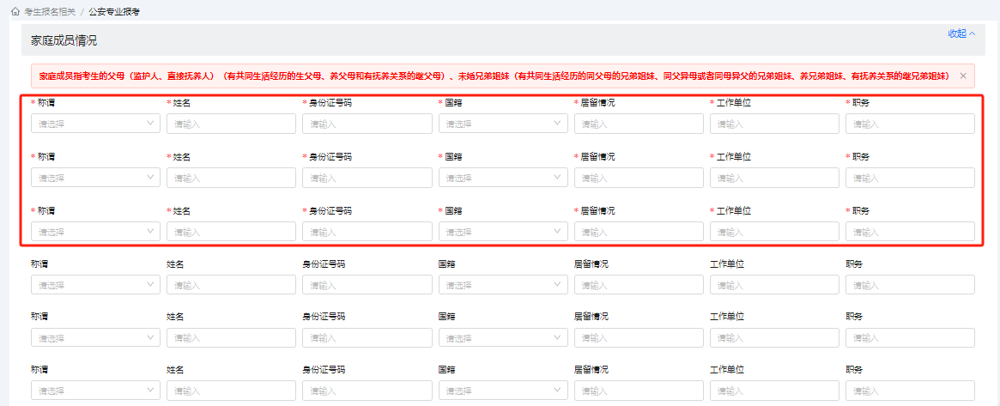 考生报名相关 / 公安专业报考
家庭成员情况 收起
家庭成员指考生的父母（监护人、直接抚养人）（有共同生活经历的生父母、养父母和有抚养关系的继父母）、未婚兄弟姐妹（有共同生活经历的同父母的兄弟姐妹、同父异母或者同母异父的兄弟姐妹、养兄弟姐妹、有抚养关系的继兄弟姐妹）
* 称谓 * 姓名 * 身份证号码 * 国籍 * 居留情况 * 工作单位 * 职务
请选择 请输入 请输入 请选择 请输入 请输入 请输入
* 称谓 * 姓名 * 身份证号码 * 国籍 * 居留情况 * 工作单位 * 职务
请选择 请输入 请输入 请选择 请输入 请输入 请输入
* 称谓 * 姓名 * 身份证号码 * 国籍 * 居留情况 * 工作单位 * 职务
请选择 请输入 请输入 请选择 请输入 请输入 请输入
称谓 姓名 身份证号码 国籍 居留情况 工作单位 职务
请选择 请输入 请输入 请选择 请输入 请输入 请输入
称谓 姓名 身份证号码 国籍 居留情况 工作单位 职务
请选择 请输入 请输入 请选择 请输入 请输入 请输入
称谓 姓名 身份证号码 国籍 居留情况 工作单位 职务
请选择 请输入 请输入 请选择 请输入 请输入 请输入